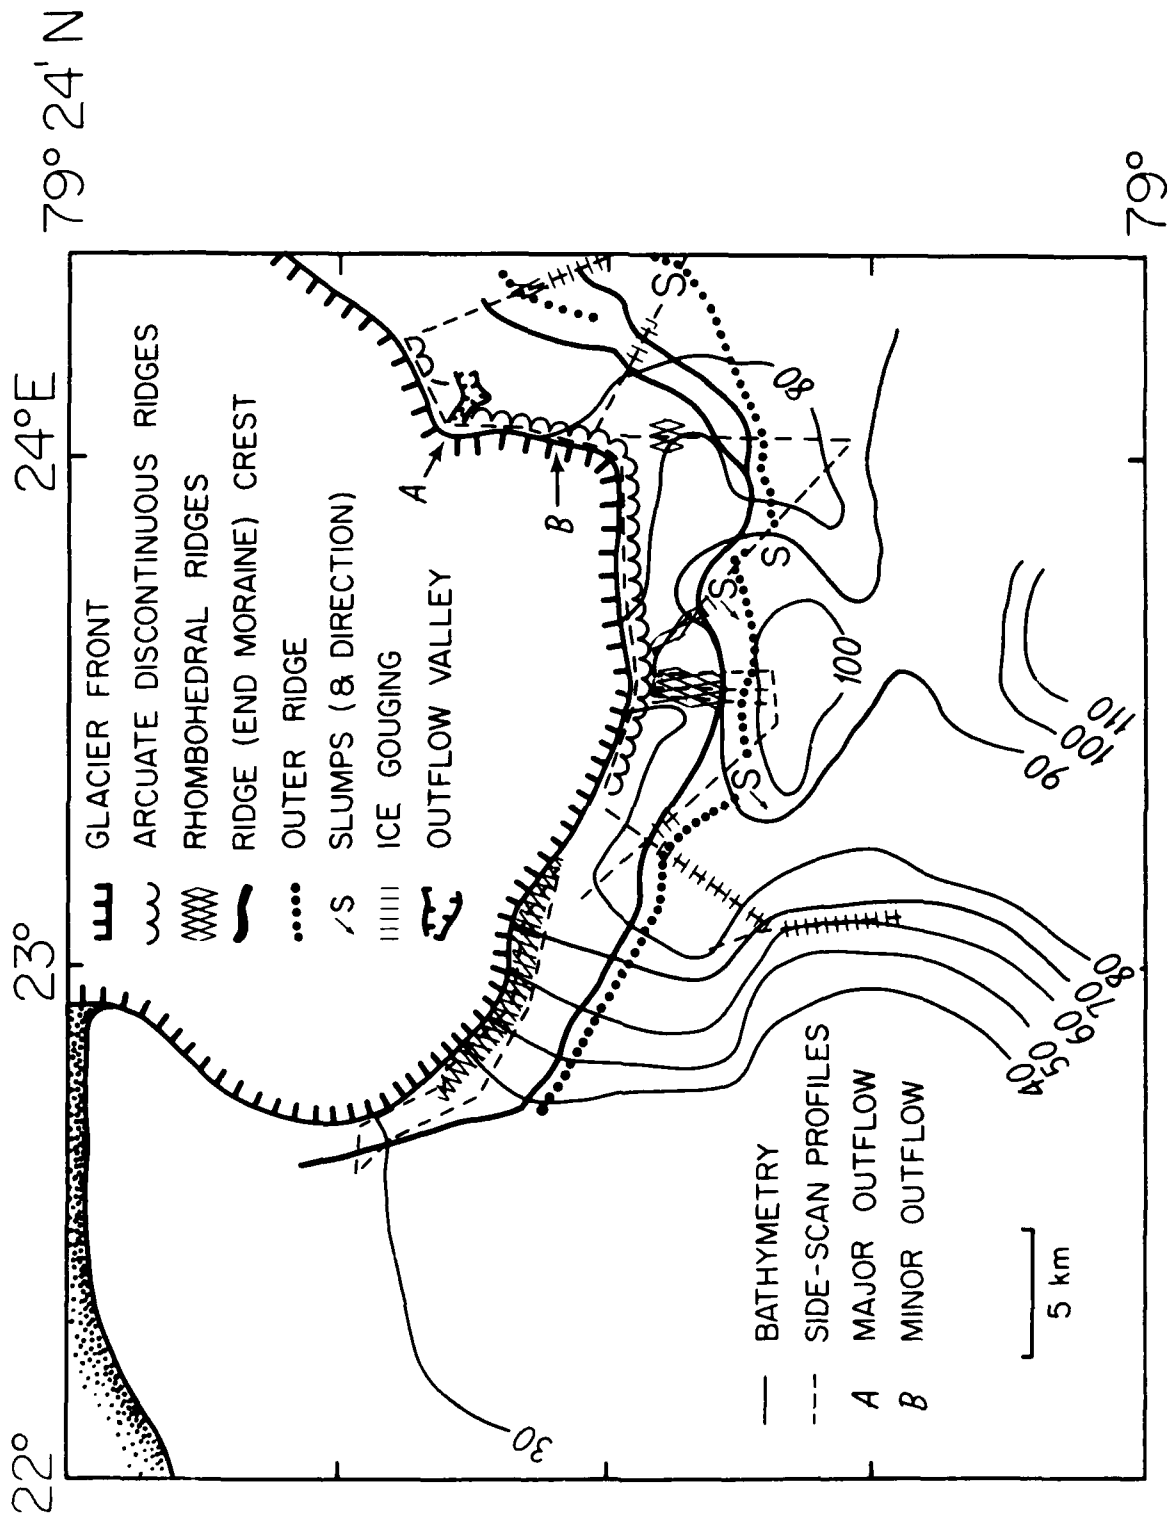 22°
23°
24°E
79° 24' N
79°
GLACIER FRONT
ARCUATE DISCONTINUOUS RIDGES
RHOMBOHEDRAL RIDGES
RIDGE (END MORAINE) CREST
OUTER RIDGE
S SLUMPS (& DIRECTION)
ICE GOUGING
OUTFLOW VALLEY
A
B
S
S
S
S
80
100
90
100
110
30
40
50
60
70
80
BATHYMETRY
SIDE-SCAN PROFILES
A MAJOR OUTFLOW
B MINOR OUTFLOW
5 km